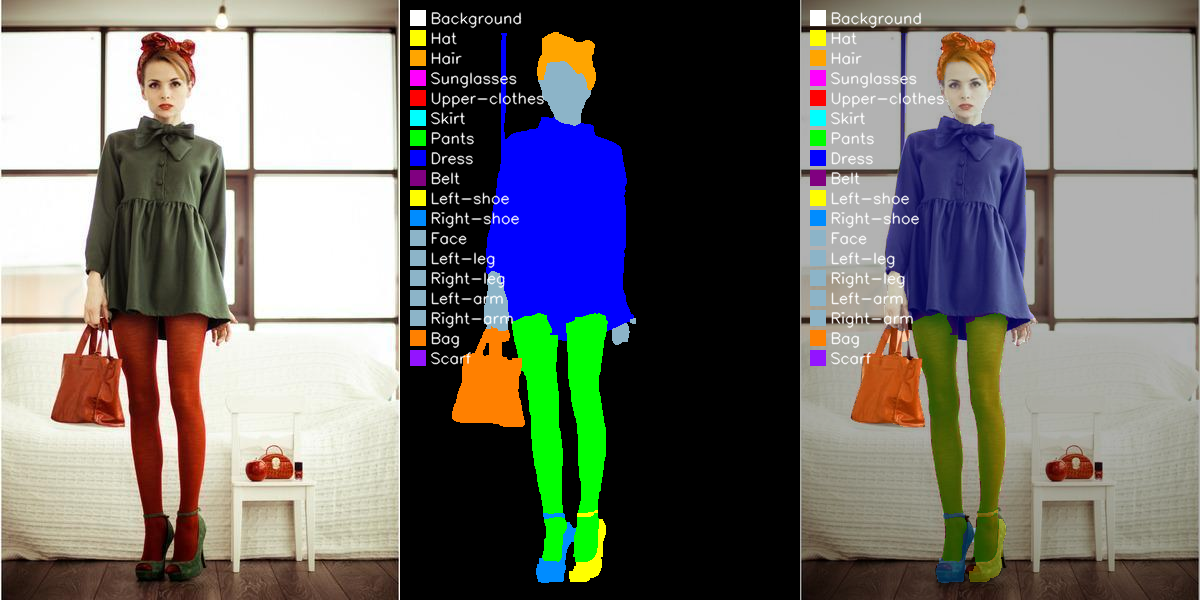 Background
Hat
Hair
Sunglasses
Upper-clothes
Skirt
Pants
Dress
Belt
Left-shoe
Right-shoe
Face
Left-leg
Right-leg
Left-arm
Right-arm
Bag
Scarf
Background
Hat
Hair
Sunglasses
Upper-clothes
Skirt
Pants
Dress
Belt
Left-shoe
Right-shoe
Face
Left-leg
Right-leg
Left-arm
Right-arm
Bag
Scarf